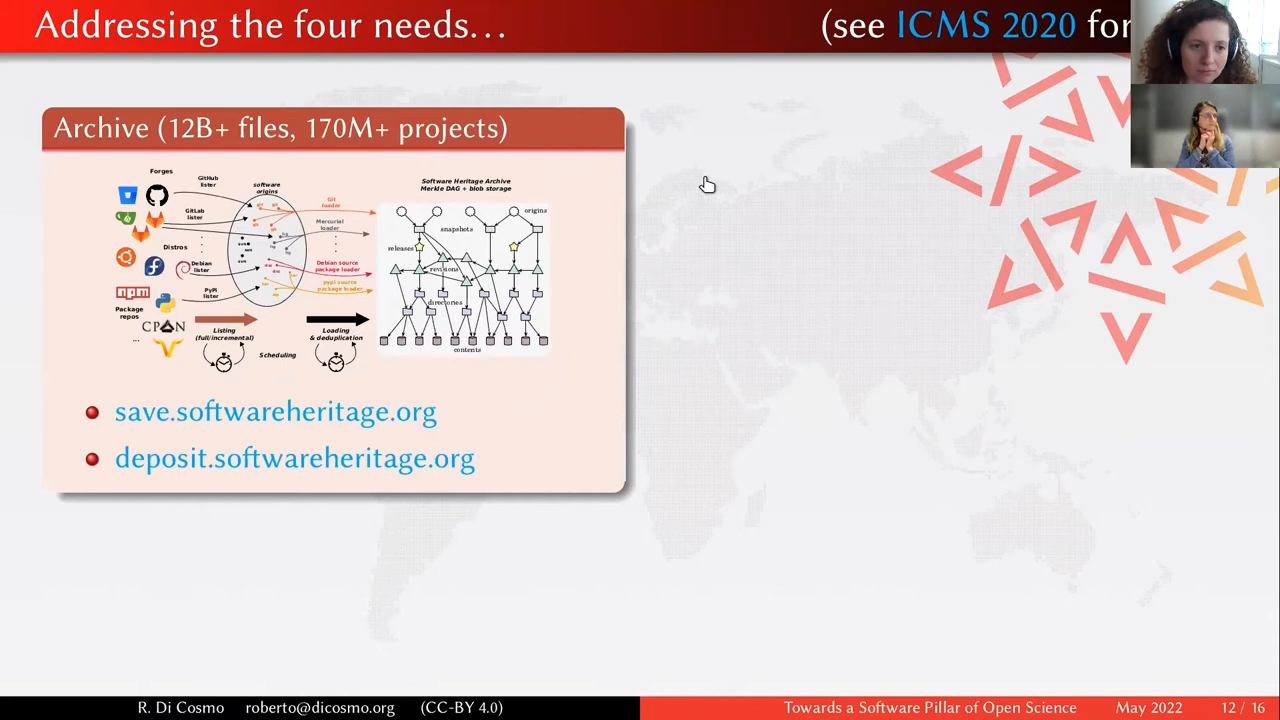 Addressing the four needs…
(see ICMS 2020 for
Archive (12B+ files, 170M+ projects)
Forges
GitHub
lister
software
origins
Git
loader
Software Heritage Archive
Merkle DAG + blob storage
GitLab
lister
Mercurial
loader
origins
snapshots
releases
Distros
Debian
lister
Debian source
package loader
revisions
PyPI
lister
pypi source
package loader
directories
npm
Package
repos
CPAN
...
Listing
(full/incremental)
Loading
& deduplication
Scheduling
contents
save.softwareheritage.org
deposit.softwareheritage.org
R. Di Cosmo roberto@dicosmo.org (CC-BY 4.0)
Towards a Software Pillar of Open Science May 2022 12 / 16